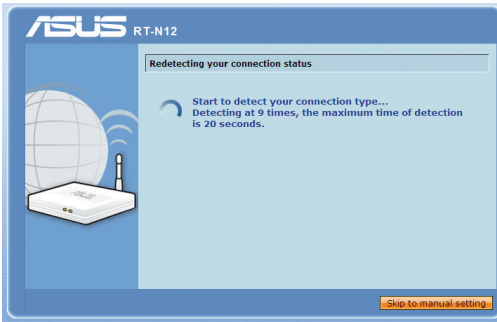 ASUS RT-N12
Redetecting your connection status
Start to detect your connection type...
Detecting at 9 times, the maximum time of detection
is 20 seconds.
ASUS
Skip to manual setting